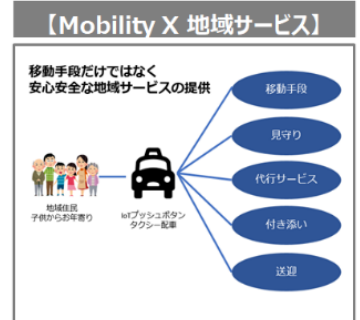 【Mobility X 地域サービス】
移動手段だけではなく
安心安全な地域サービスの提供
移動手段
見守り
代行サービス
付き添い
送迎
地域住民
子供からお年寄り
IoTプッシュボタン
タクシー配車